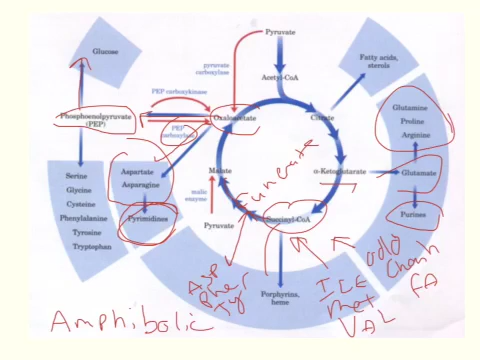 Pyruvate
Glucose
pyruvate
carboxylase
Fatty acids,
sterols
Acetyl-CoA
PEP carboxykinase
Phosphoenolpyruvate
(PEP)
Oxaloacetate
Citrate
PEP
carboxylase
Glutamine
Proline
Arginine
Serine
Glycine
Cysteine
Phenylalanine
Tyrosine
Tryptophan
Aspartate
Asparagine
Pyrimidines
Malate
α-Ketoglutarate
Glutamate
malic
enzyme
Fumerate
Pyruvate
Succinyl-CoA
Purines
Porphyrins,
heme
Asp
Phe
Tyr
ILE
met
VAL
odd
Chain
FA
Amphibolic